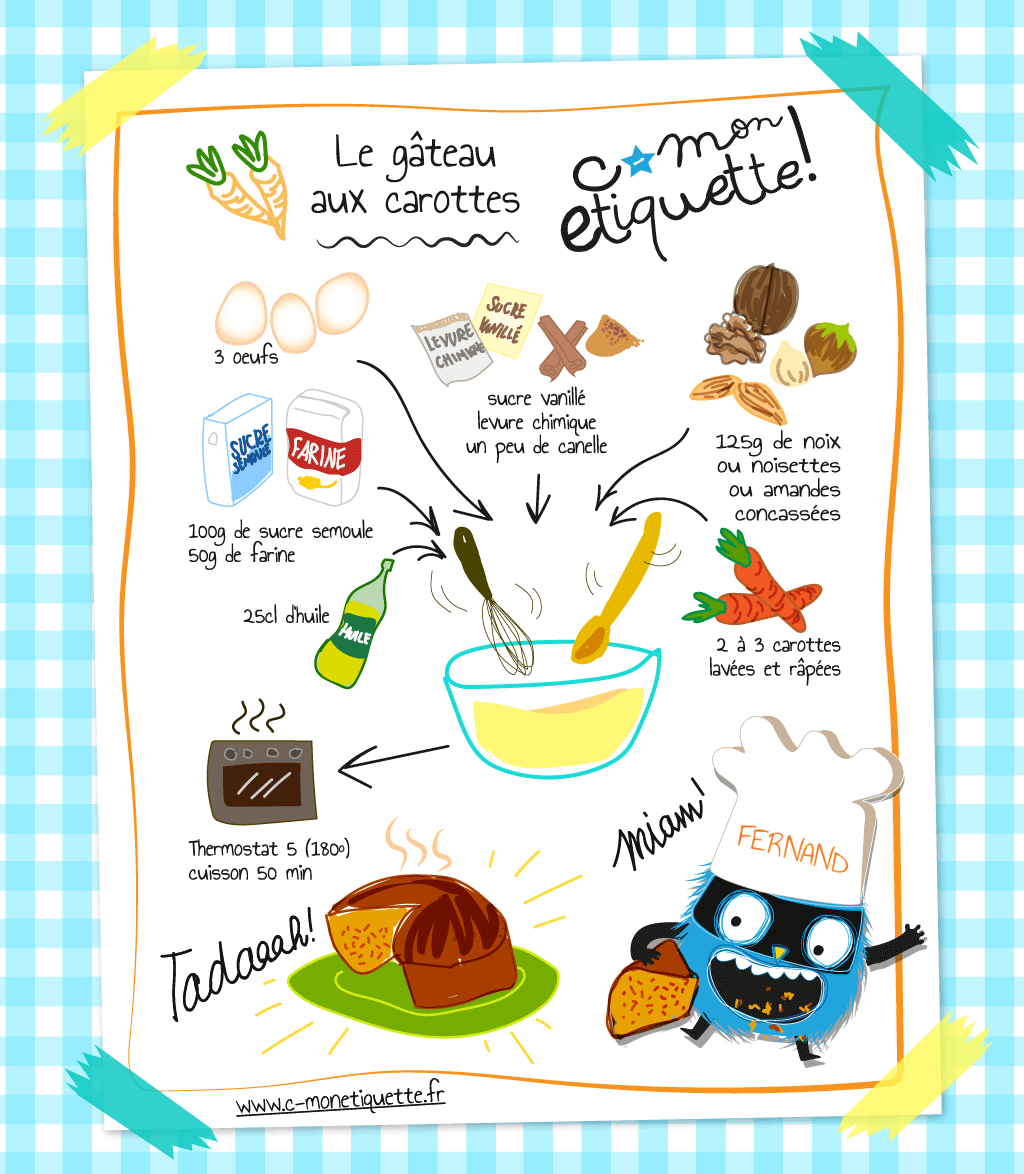 Le gâteau
aux carottes
c mon
etiquette!
3 oeufs
LEVURE
CHIMIQUE
SUCRE
VANILLÉ
sucre vanillé
levure chimique
un peu de canelle
125g de noix
ou noisettes
ou amandes
concassées
SUCRE
SEMOULE
FARINE
100g de sucre semoule
50g de farine
25cl d'huile
HUILE
2 à 3 carottes
lavées et râpées
Thermostat 5 (180º)
cuisson 50 min
miam!
FERNAND
Tadaaah!
www.c-monetiquette.fr